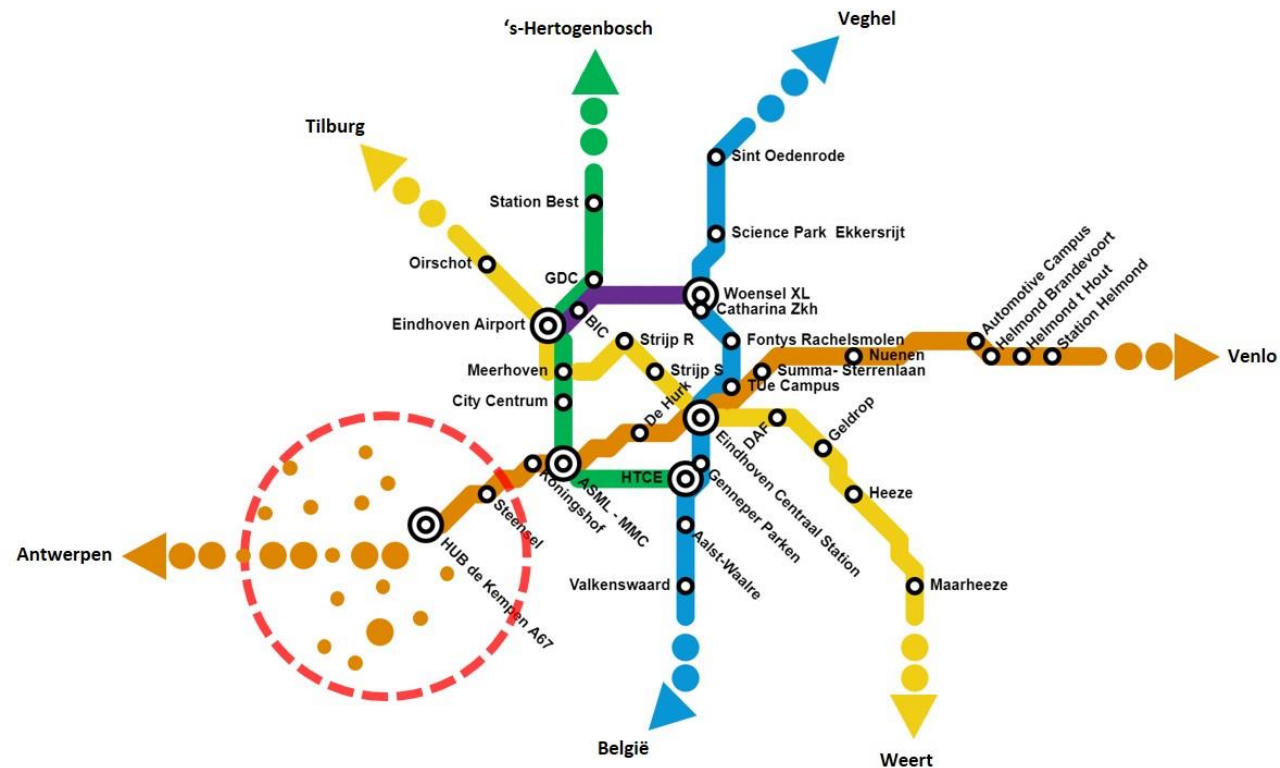 Veghel
‘s-Hertogenbosch
Tilburg
Sint Oedenrode
Station Best
Science Park  Ekkersrijt
Oirschot
GDC
Woensel XL
Catharina Zkh
Eindhoven Airport
BIC
Strijp R
Fontys Rachelsmolen
Automotive Campus
Helmond Brandevoort
Helmond t Hout
Station Helmond
Nuenen
Venlo
Meerhoven
Strijp S
Summa- Sterrenlaan
TUe Campus
City Centrum
De Hurk
DAF
Geldrop
Eindhoven Centraal Station
HTCE
Genneper Parken
Koningshof
ASML - MMC
Steensel
Heeze
HUB de Kempen A67
Aalst-Waalre
Antwerpen
Valkenswaard
Maarheeze
België
Weert